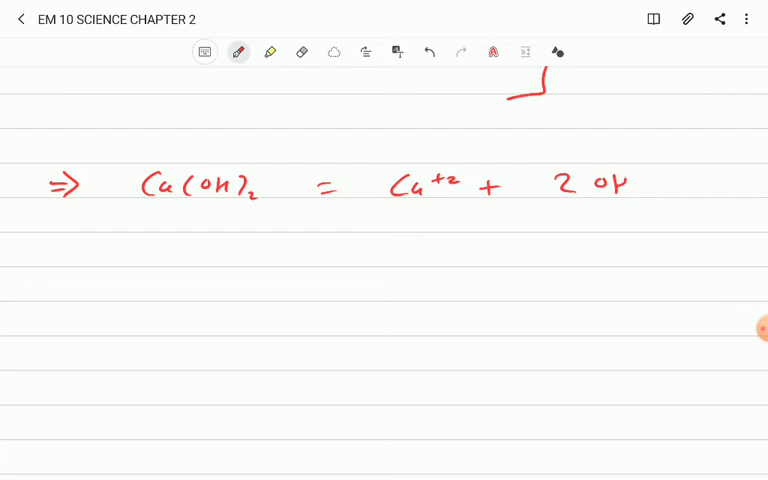 EM 10 SCIENCE CHAPTER 2
⇒ Ca(OH)₂ = Ca⁺² + 2 OH